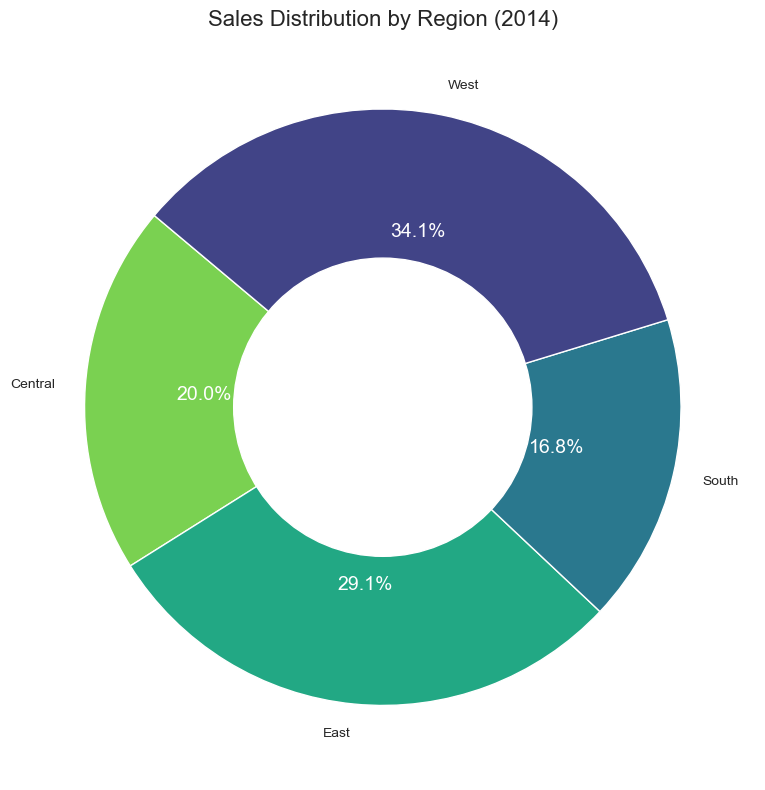 Sales Distribution by Region (2014)
West
34.1%
Central
20.0%
16.8%
South
29.1%
East